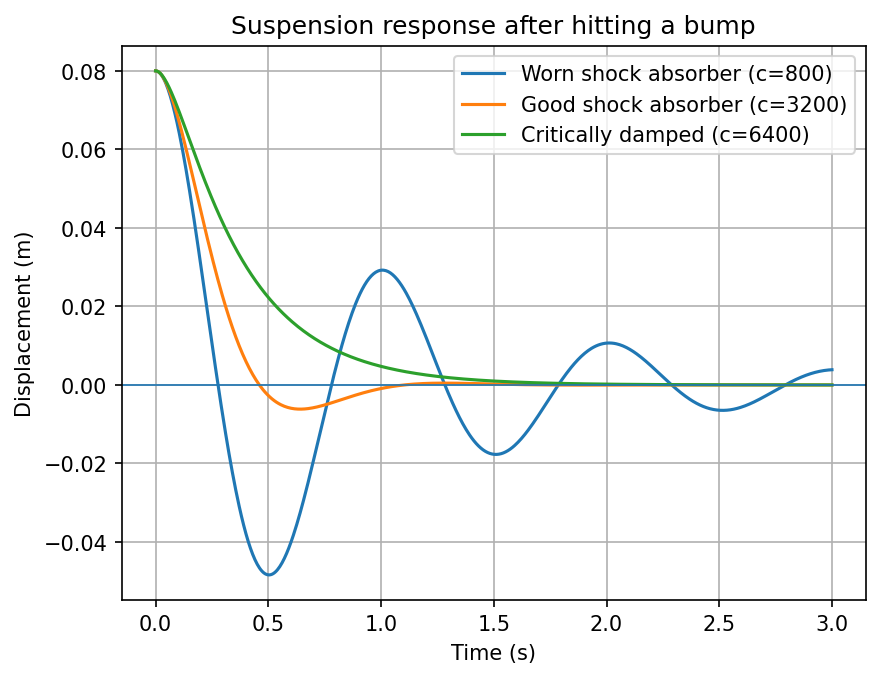 Suspension response after hitting a bump
Worn shock absorber (c=800)
Good shock absorber (c=3200)
Critically damped (c=6400)
Displacement (m)
0.08
0.06
0.04
0.02
0.00
−0.02
−0.04
0.0 0.5 1.0 1.5 2.0 2.5 3.0
Time (s)